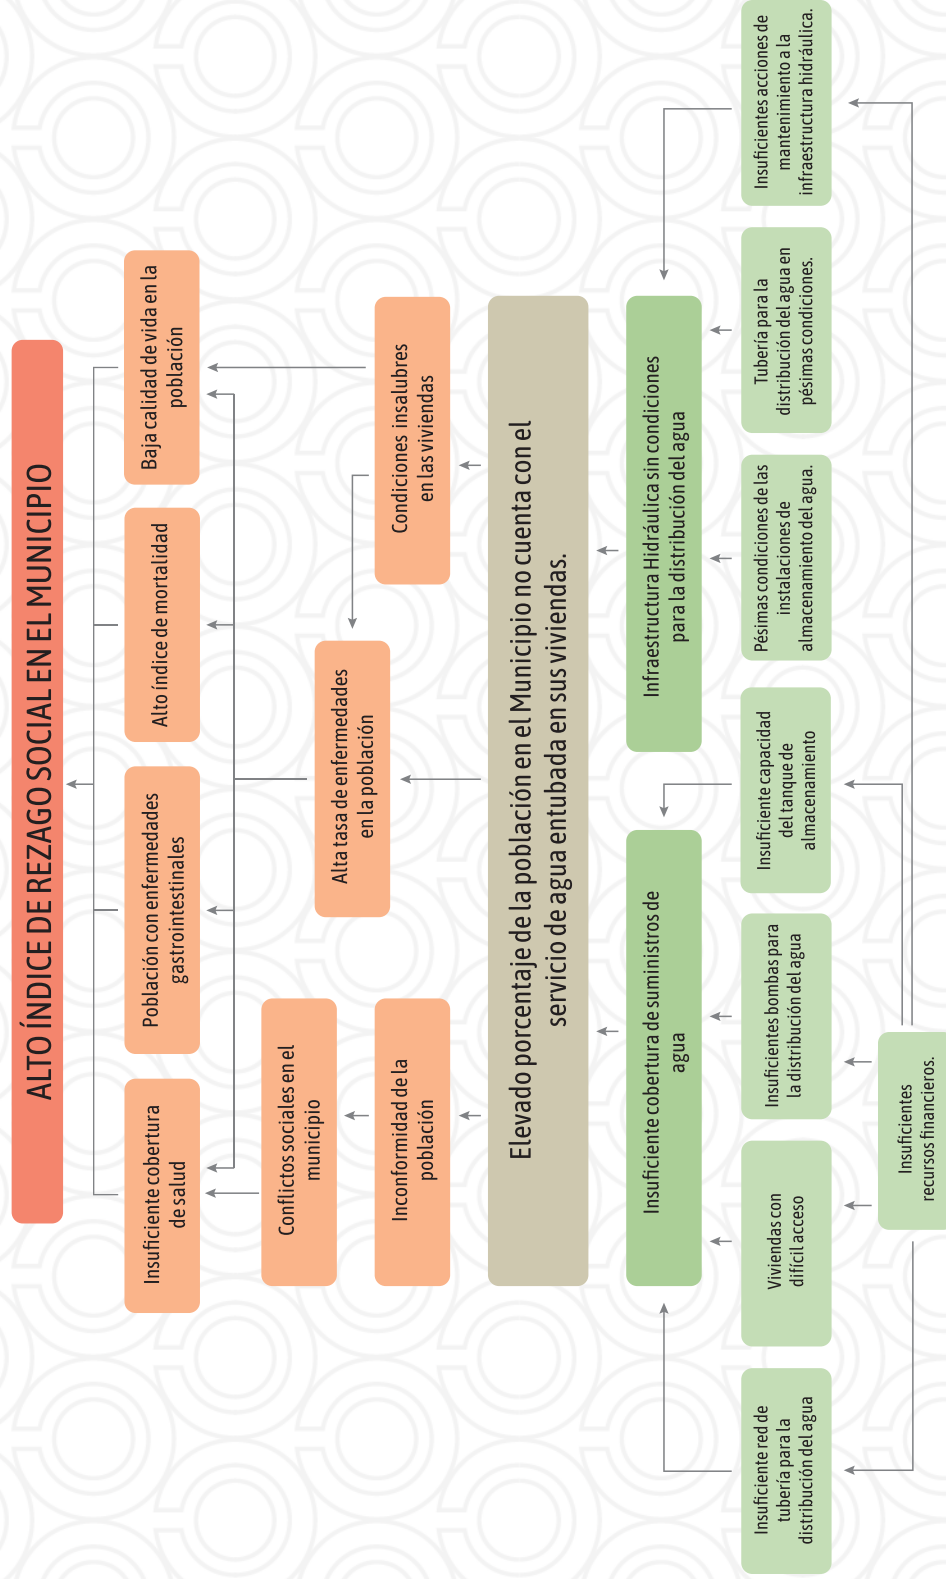 ALTO ÍNDICE DE REZAGO SOCIAL EN EL MUNICIPIO
Insuficiente cobertura
de salud
Población con enfermedades
gastrointestinales
Alto índice de mortalidad
Baja calidad de vida en la
población
Conflictos sociales en el
municipio
Alta tasa de enfermedades
en la población
Inconformidad de la
población
Condiciones insalubres
en las viviendas
Elevado porcentaje de la población en el Municipio no cuenta con el
servicio de agua entubada en sus viviendas.
Insuficiente cobertura de suministros de
agua
Infraestructura Hidráulica sin condiciones
para la distribución del agua
Insuficiente red de
tubería para la
distribución del agua
Viviendas con
difícil acceso
Insuficientes bombas para
la distribución del agua
Insuficiente capacidad
del tanque de
almacenamiento
Pésimas condiciones de las
instalaciones de
almacenamiento del agua.
Tubería para la
distribución del agua en
pésimas condiciones.
Insuficientes acciones de
mantenimiento a la
infraestructura hidráulica.
Insuficientes
recursos financieros.